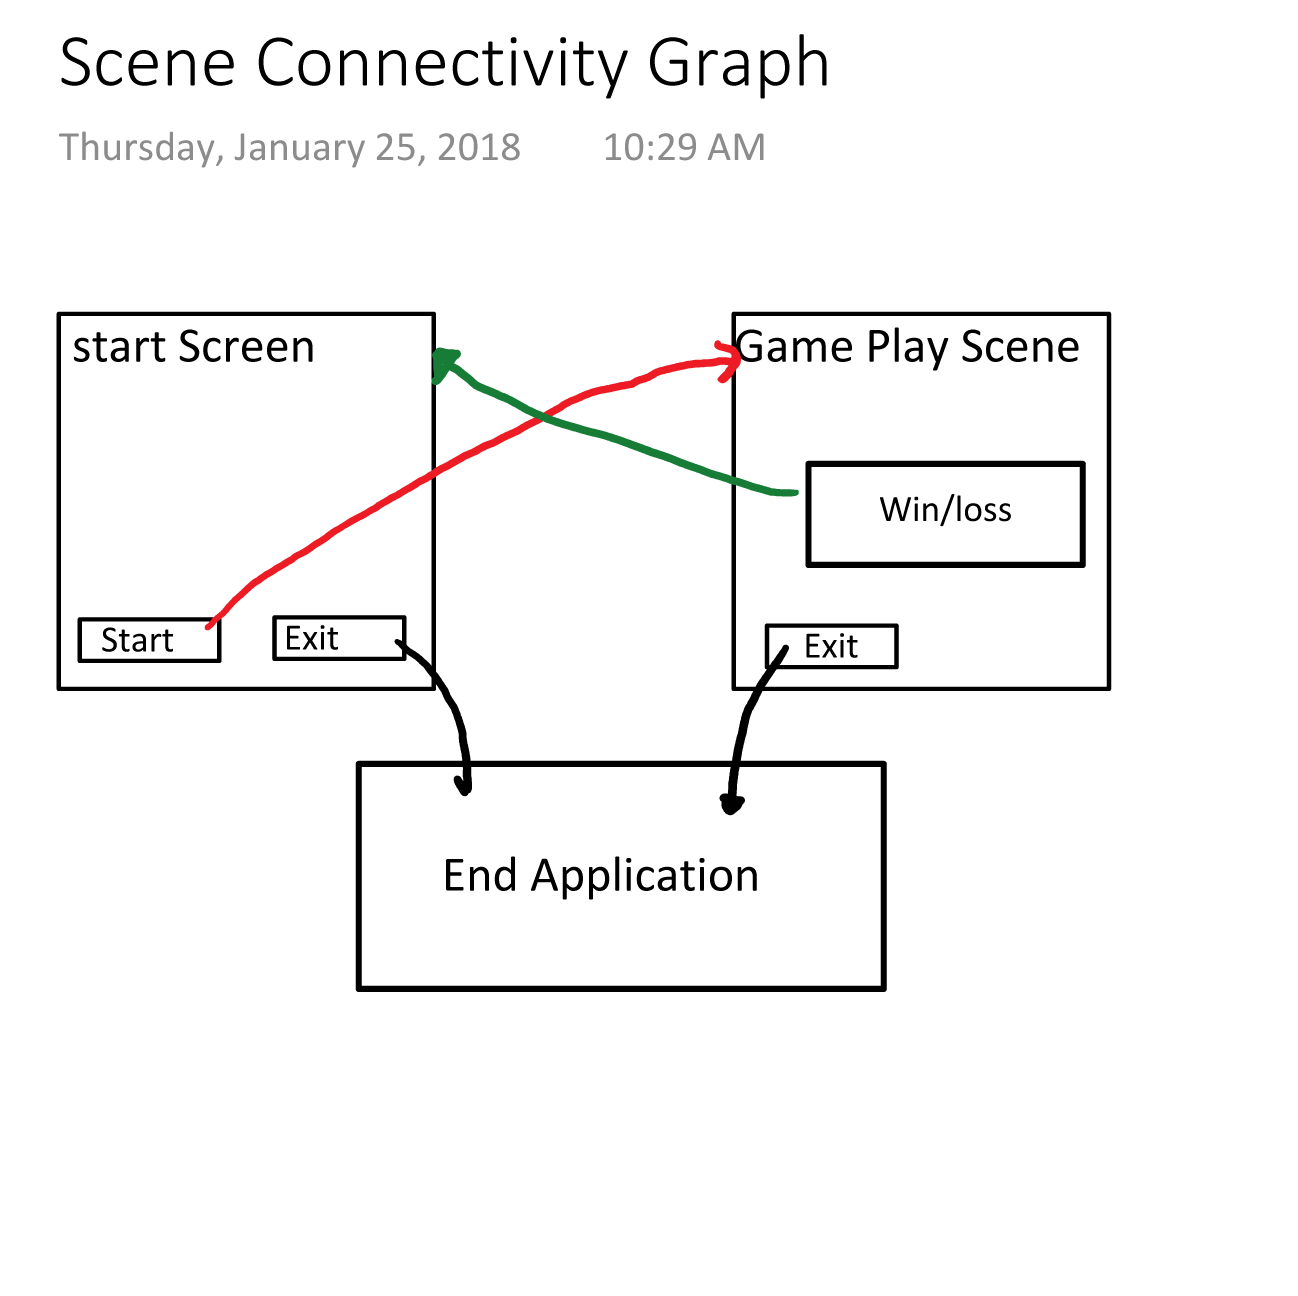 Scene Connectivity Graph
Thursday, January 25, 2018 10:29 AM
start Screen
Start
Exit
Game Play Scene
Win/loss
Exit
End Application